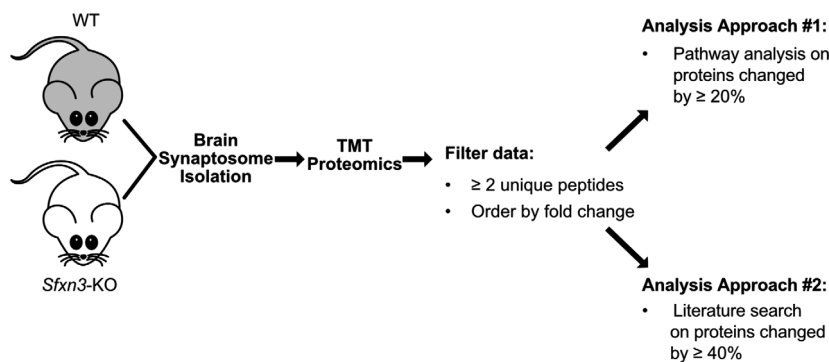 WT
Sfxn3-KO
Brain
Synaptosome
Isolation
TMT
Proteomics
Filter data:
• ≥ 2 unique peptides
• Order by fold change
Analysis Approach #1:
• Pathway analysis on
proteins changed
by ≥ 20%
Analysis Approach #2:
• Literature search
on proteins changed
by ≥ 40%